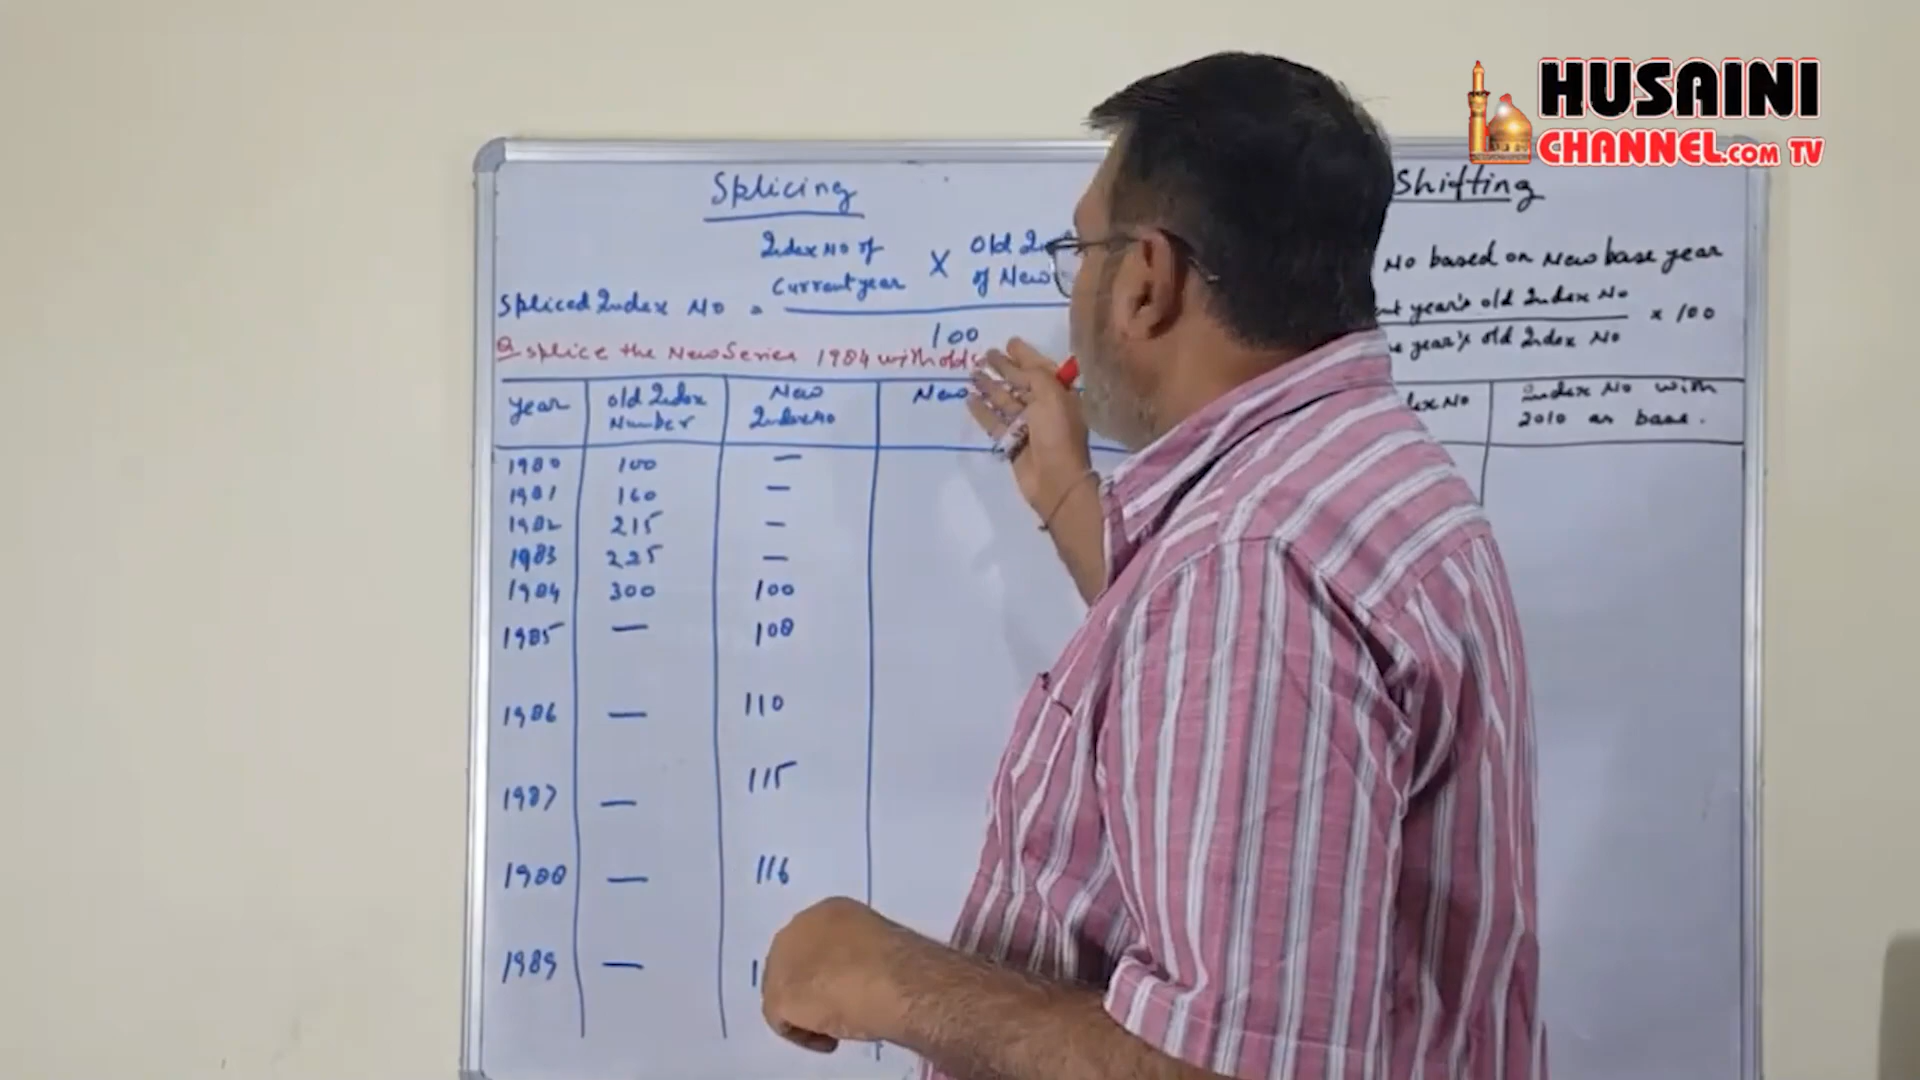 HUSAINI
CHANNEL.COM TV
Splicing
Index No of
Current year
X
Old
of New
Spliced Index No =
100
Q splice the New Series 1984 with old
Year
Old Index
Number
New
Index No
New
1980 100 —
1981 160 —
1982 215 —
1983 225 —
1984 300 100
1985 — 108
1986 — 110
1987 — 115
1988 — 116
1989 —
Shifting
No based on New base year
year's old Index No
x 100
year's old Index No
No
Index No with
2010 as base.